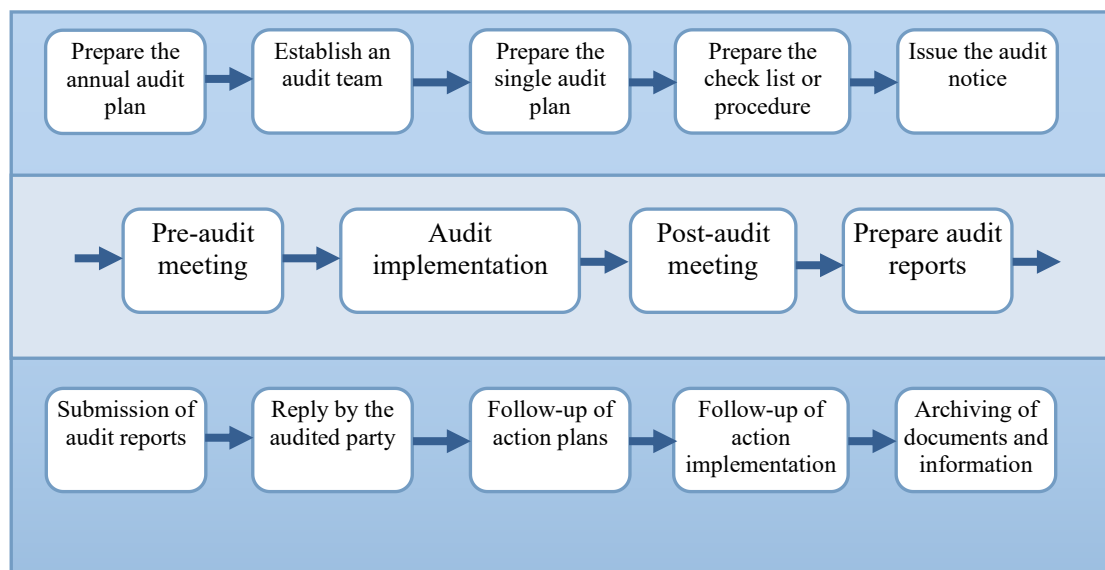 Prepare the
annual audit
plan
Establish an
audit team
Prepare the
single audit
plan
Prepare the
check list or
procedure
Issue the audit
notice
Pre-audit
meeting
Audit
implementation
Post-audit
meeting
Prepare audit
reports
Submission of
audit reports
Reply by the
audited party
Follow-up of
action plans
Follow-up of
action
implementation
Archiving of
documents and
information